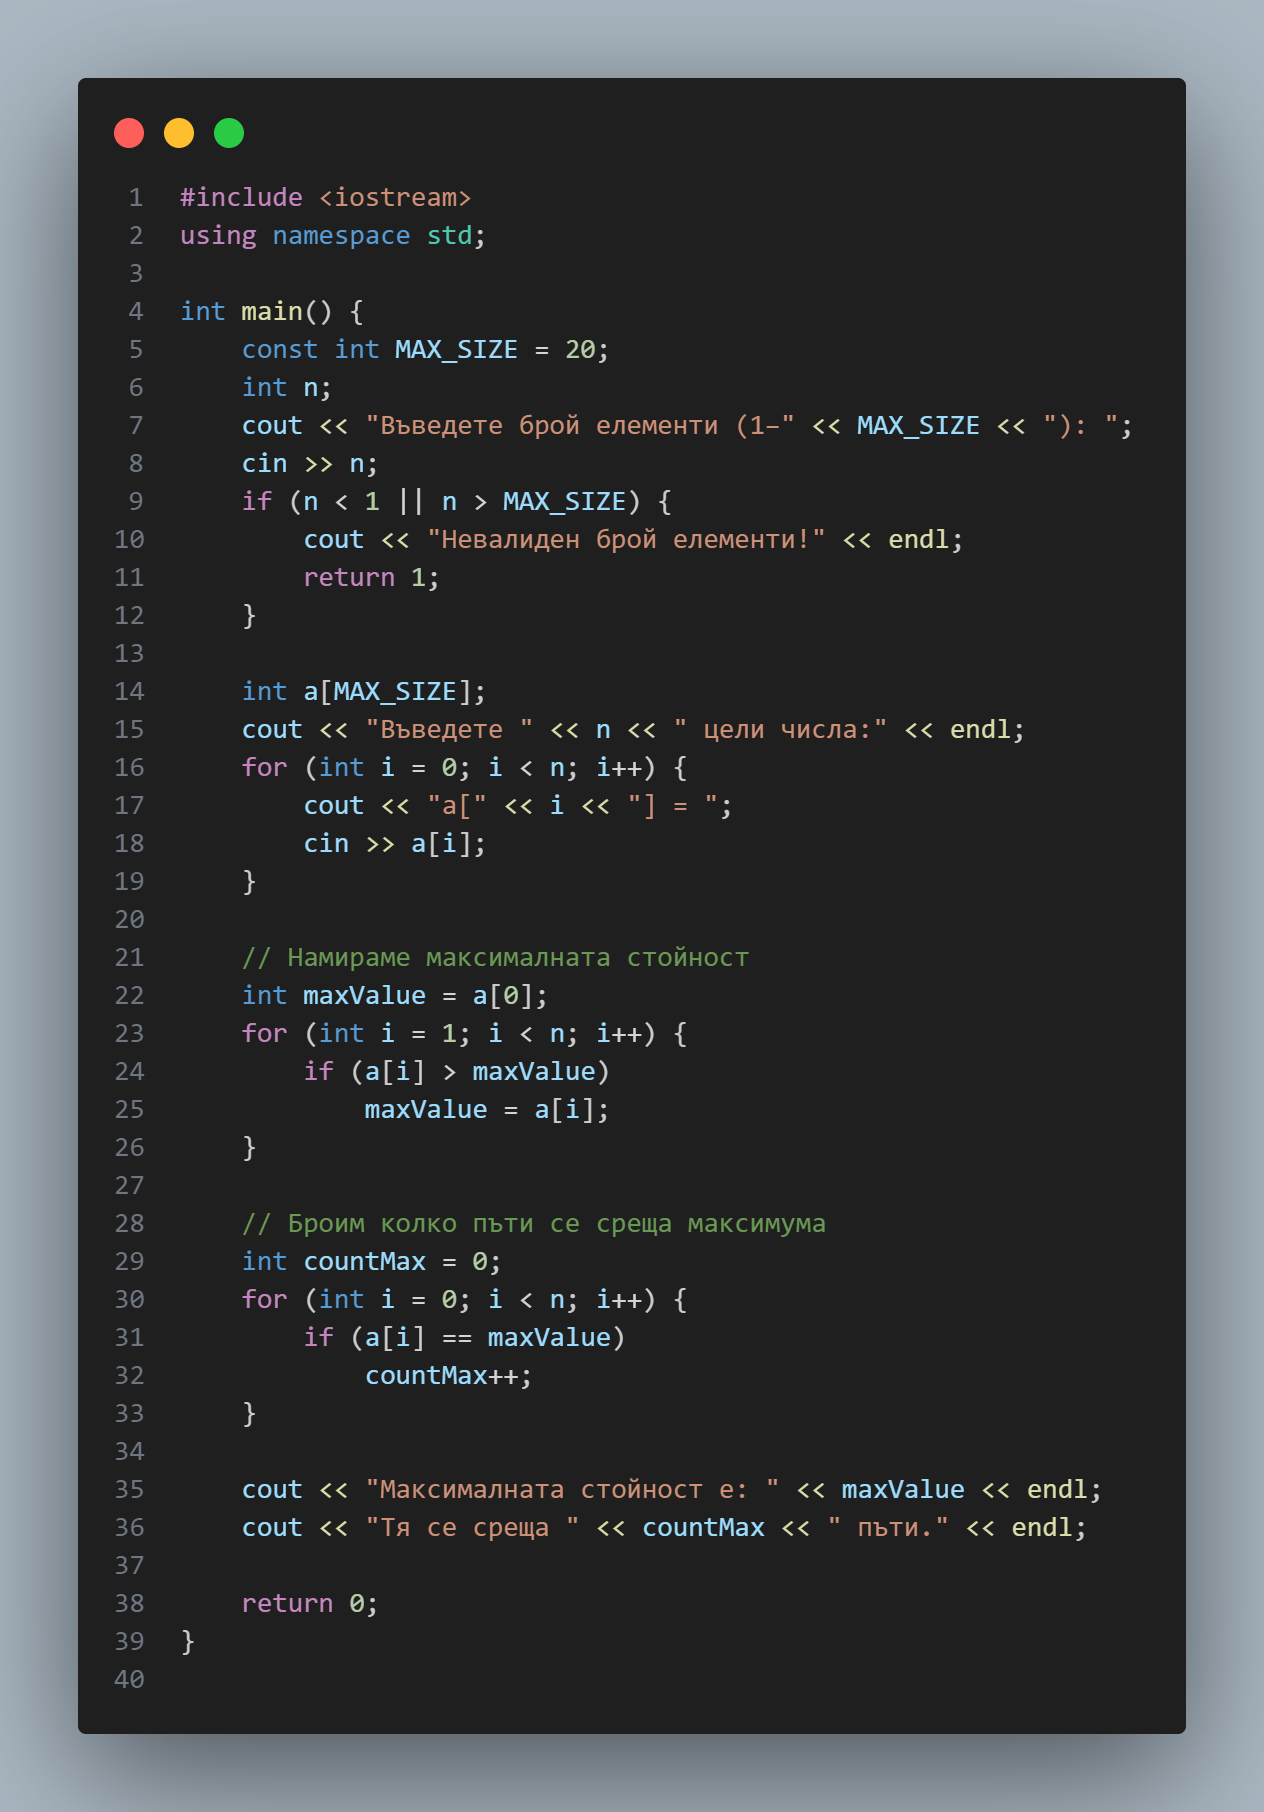 1 #include <iostream>
2 using namespace std;
3
4 int main() {
5     const int MAX_SIZE = 20;
6     int n;
7     cout << "Въведете брой елементи (1–" << MAX_SIZE << "): ";
8     cin >> n;
9     if (n < 1 || n > MAX_SIZE) {
10         cout << "Невалиден брой елементи!" << endl;
11         return 1;
12     }
13
14     int a[MAX_SIZE];
15     cout << "Въведете " << n << " цели числа:" << endl;
16     for (int i = 0; i < n; i++) {
17         cout << "a[" << i << "] = ";
18         cin >> a[i];
19     }
20
21     // Намираме максималната стойност
22     int maxValue = a[0];
23     for (int i = 1; i < n; i++) {
24         if (a[i] > maxValue)
25             maxValue = a[i];
26     }
27
28     // Броим колко пъти се среща максимума
29     int countMax = 0;
30     for (int i = 0; i < n; i++) {
31         if (a[i] == maxValue)
32             countMax++;
33     }
34
35     cout << "Максималната стойност е: " << maxValue << endl;
36     cout << "Тя се среща " << countMax << " пъти." << endl;
37
38     return 0;
39 }
40